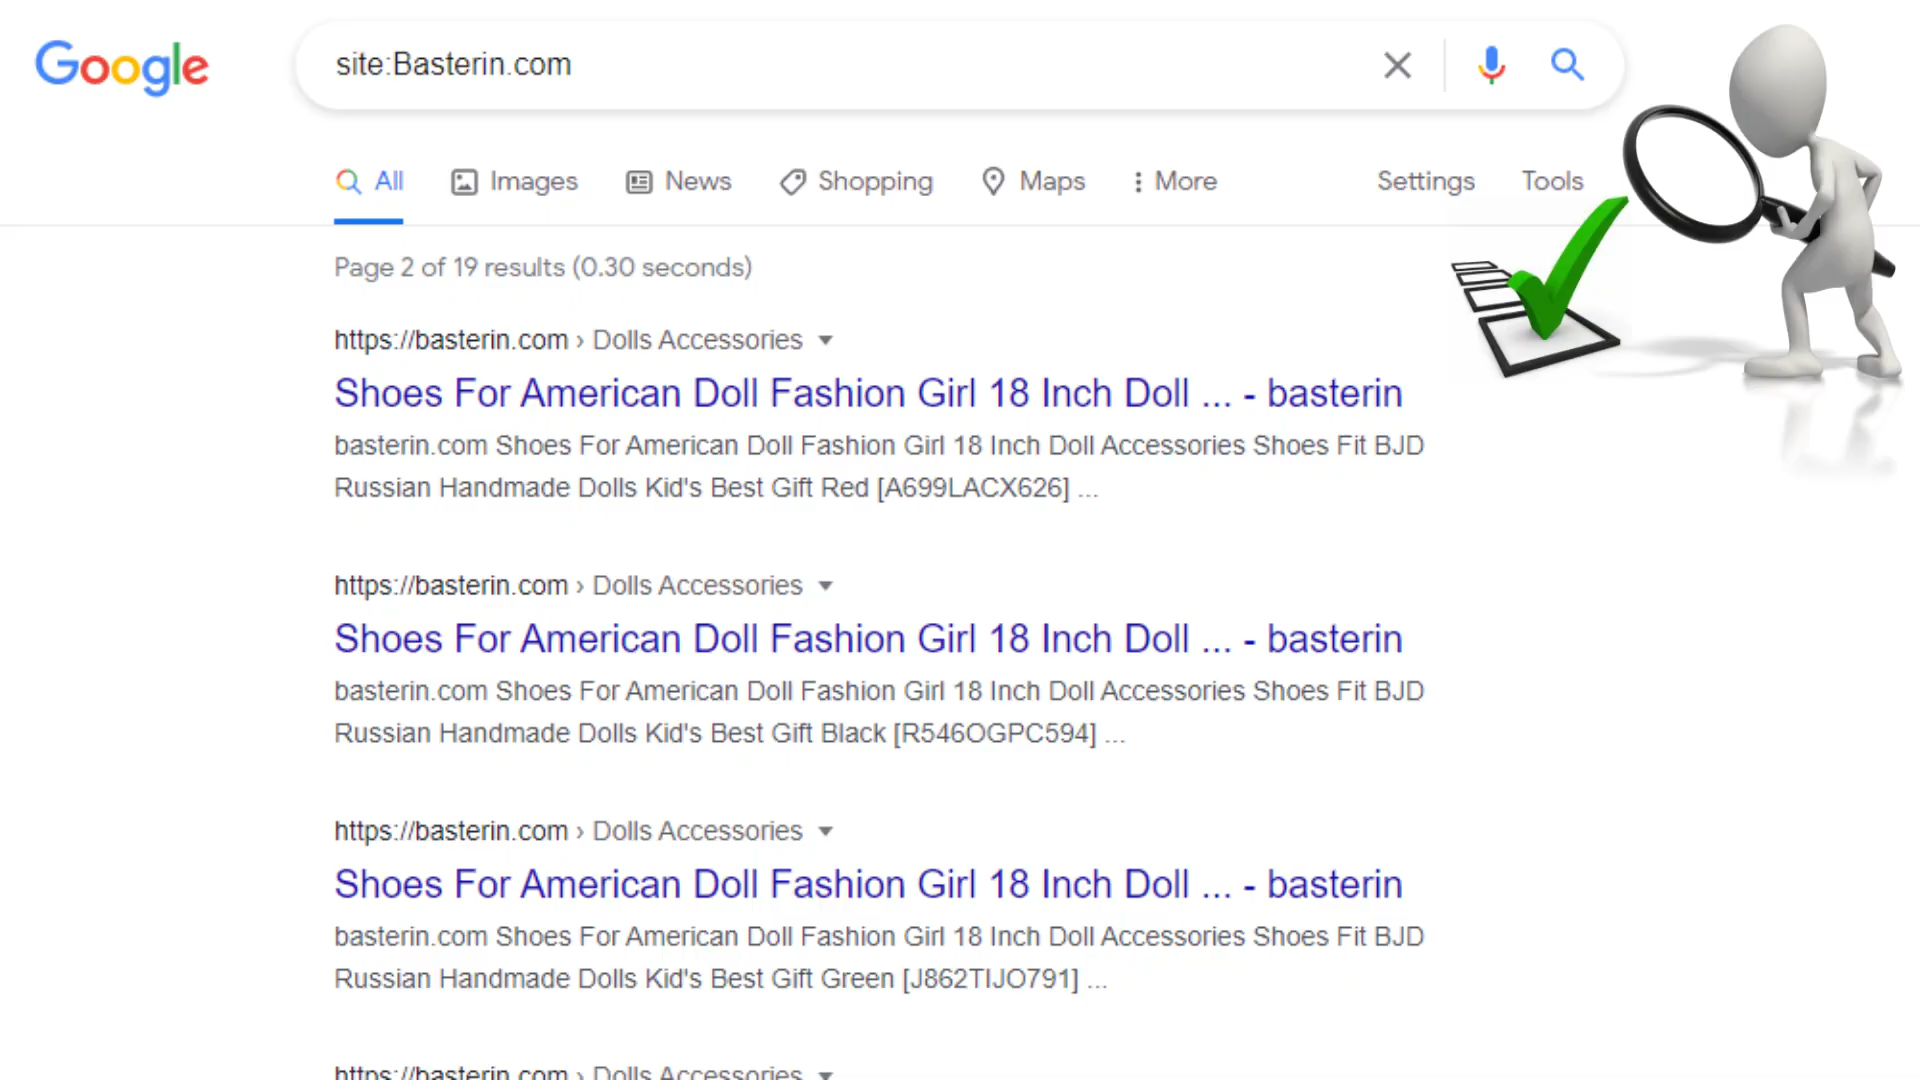 Google
site:Basterin.com
All Images News Shopping Maps More Settings Tools
Page 2 of 19 results (0.30 seconds)
https://basterin.com › Dolls Accessories
Shoes For American Doll Fashion Girl 18 Inch Doll ... - basterin
basterin.com Shoes For American Doll Fashion Girl 18 Inch Doll Accessories Shoes Fit BJD
Russian Handmade Dolls Kid's Best Gift Red [A699LACX626] ...
https://basterin.com › Dolls Accessories
Shoes For American Doll Fashion Girl 18 Inch Doll ... - basterin
basterin.com Shoes For American Doll Fashion Girl 18 Inch Doll Accessories Shoes Fit BJD
Russian Handmade Dolls Kid's Best Gift Black [R546OGPC594] ...
https://basterin.com › Dolls Accessories
Shoes For American Doll Fashion Girl 18 Inch Doll ... - basterin
basterin.com Shoes For American Doll Fashion Girl 18 Inch Doll Accessories Shoes Fit BJD
Russian Handmade Dolls Kid's Best Gift Green [J862TIJO791] ...
https://basterin.com › Dolls Accessories